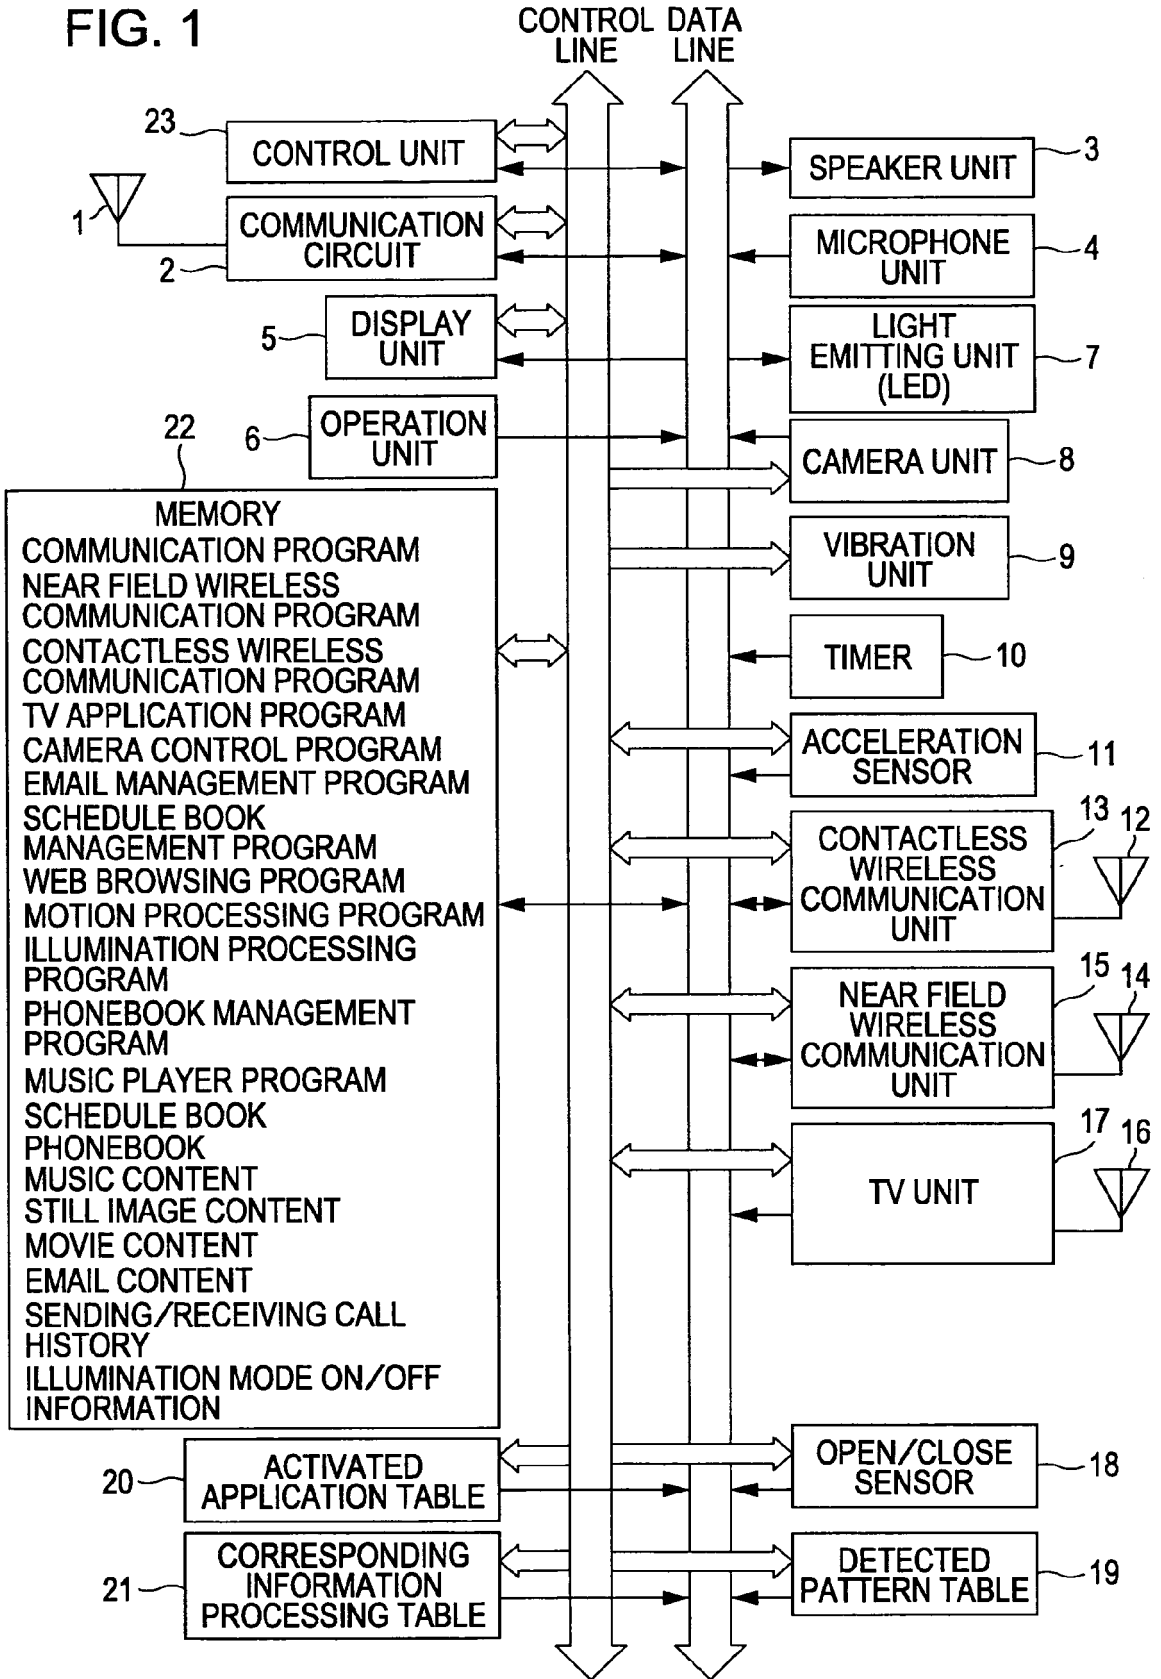 FIG. 1
CONTROL
LINE
DATA
LINE
23
CONTROL UNIT
1
COMMUNICATION
CIRCUIT
2
5
DISPLAY
UNIT
6
OPERATION
UNIT
22
MEMORY
COMMUNICATION PROGRAM
NEAR FIELD WIRELESS
COMMUNICATION PROGRAM
CONTACTLESS WIRELESS
COMMUNICATION PROGRAM
TV APPLICATION PROGRAM
CAMERA CONTROL PROGRAM
EMAIL MANAGEMENT PROGRAM
SCHEDULE BOOK
MANAGEMENT PROGRAM
WEB BROWSING PROGRAM
MOTION PROCESSING PROGRAM
ILLUMINATION PROCESSING
PROGRAM
PHONEBOOK MANAGEMENT
PROGRAM
MUSIC PLAYER PROGRAM
SCHEDULE BOOK
PHONEBOOK
MUSIC CONTENT
STILL IMAGE CONTENT
MOVIE CONTENT
EMAIL CONTENT
SENDING/RECEIVING CALL
HISTORY
ILLUMINATION MODE ON/OFF
INFORMATION
20
ACTIVATED
APPLICATION TABLE
21
CORRESPONDING
INFORMATION
PROCESSING TABLE
SPEAKER UNIT
3
MICROPHONE
UNIT
4
LIGHT
EMITTING UNIT
(LED)
7
CAMERA UNIT
8
VIBRATION
UNIT
9
TIMER
10
ACCELERATION
SENSOR
11
CONTACTLESS
WIRELESS
COMMUNICATION
UNIT
13
12
NEAR FIELD
WIRELESS
COMMUNICATION
UNIT
15
14
TV UNIT
17
16
OPEN/CLOSE
SENSOR
18
DETECTED
PATTERN TABLE
19